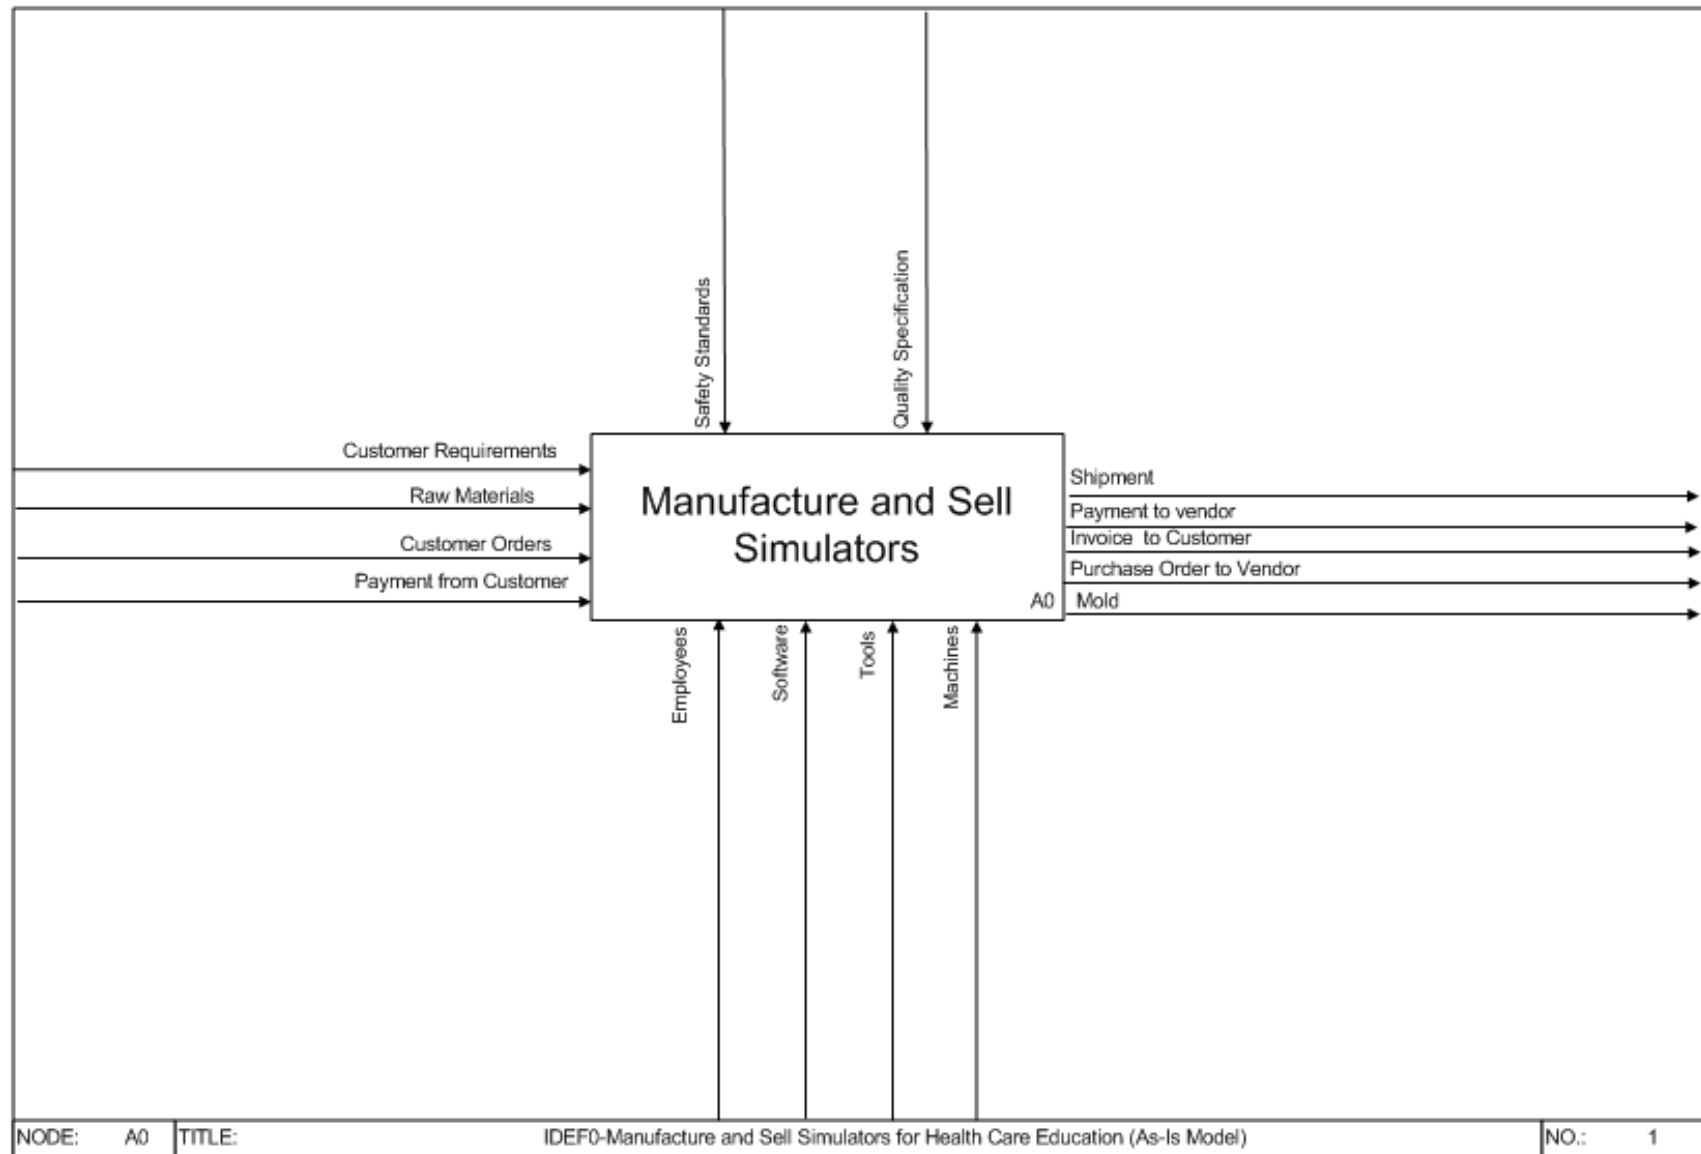 Safety Standards
Quality Specification
Customer Requirements
Raw Materials
Customer Orders
Payment from Customer
Manufacture and Sell
Simulators
A0
Shipment
Payment to vendor
Invoice to Customer
Purchase Order to Vendor
Mold
Employees
Software
Tools
Machines
NODE: A0 TITLE: IDEF0-Manufacture and Sell Simulators for Health Care Education (As-Is Model) NO.: 1